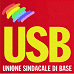 USB
UNIONE SINDACALE DI BASE